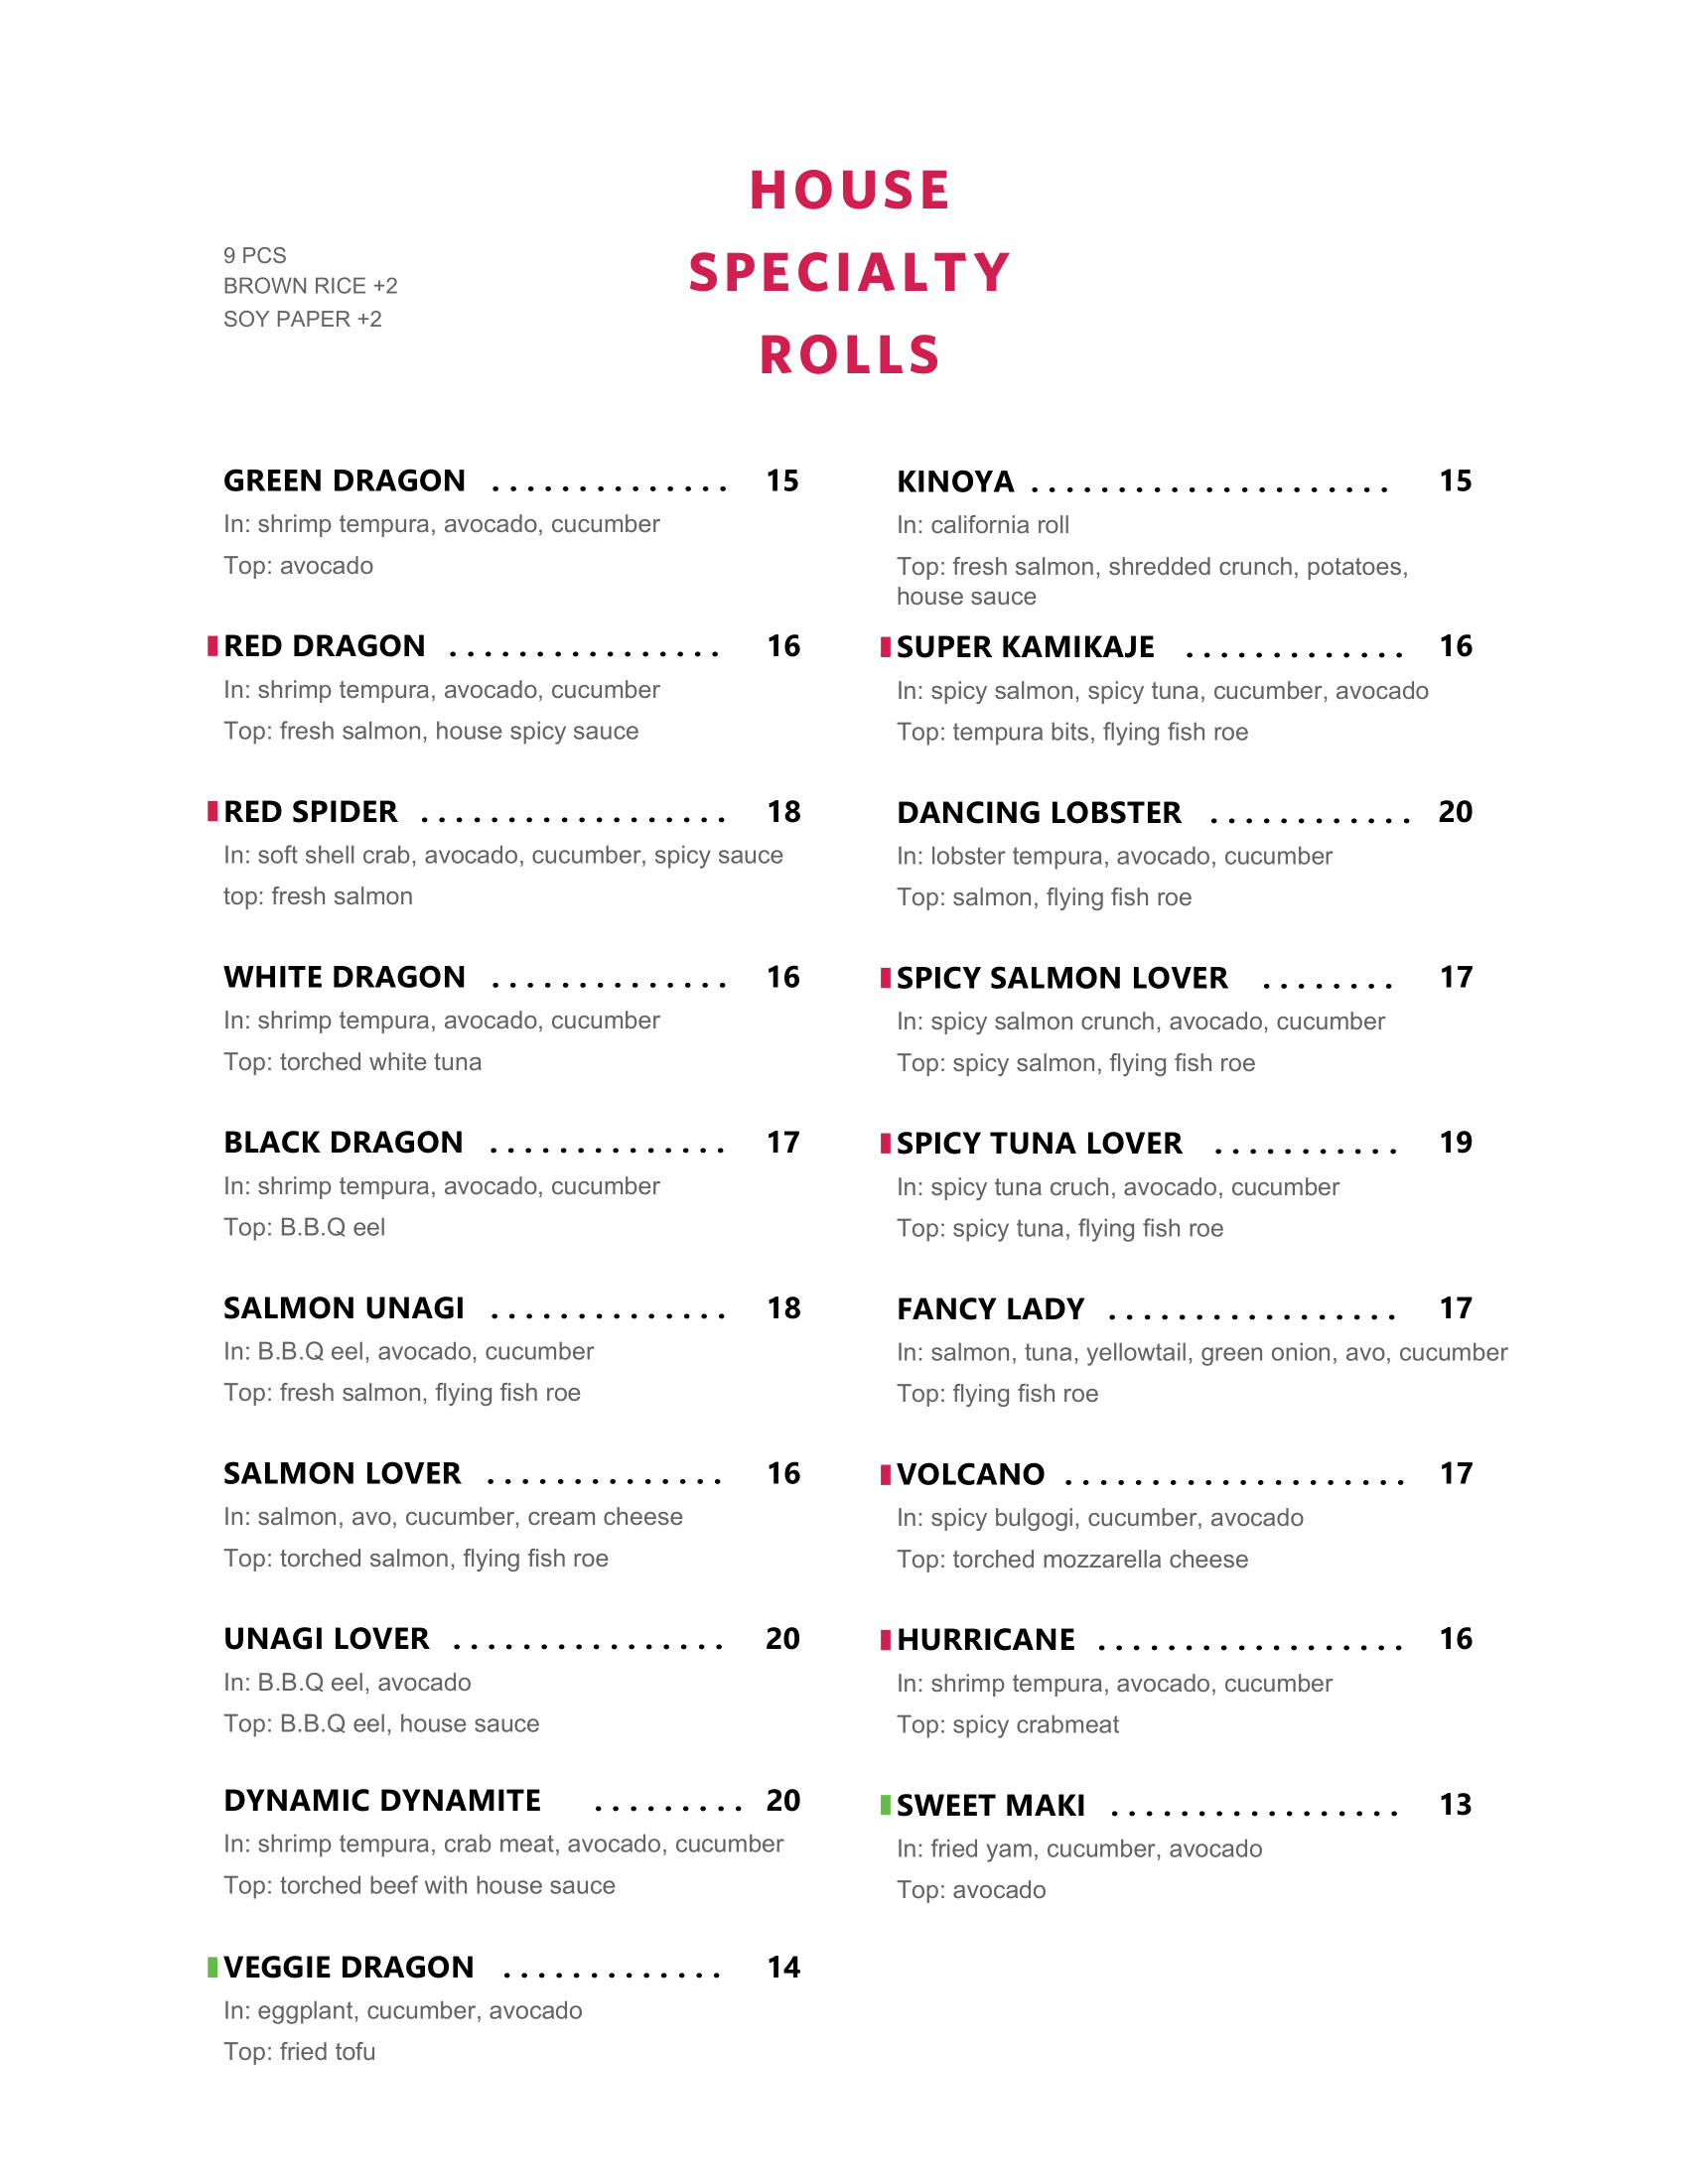 HOUSE
SPECIALTY
ROLLS
9 PCS
BROWN RICE +2
SOY PAPER +2
GREEN DRAGON . . . . . . . . . . . . . . 15
In: shrimp tempura, avocado, cucumber
Top: avocado
RED DRAGON . . . . . . . . . . . . . . . . 16
In: shrimp tempura, avocado, cucumber
Top: fresh salmon, house spicy sauce
RED SPIDER . . . . . . . . . . . . . . . . . . 18
In: soft shell crab, avocado, cucumber, spicy sauce
top: fresh salmon
WHITE DRAGON . . . . . . . . . . . . . . 16
In: shrimp tempura, avocado, cucumber
Top: torched white tuna
BLACK DRAGON . . . . . . . . . . . . . . 17
In: shrimp tempura, avocado, cucumber
Top: B.B.Q eel
SALMON UNAGI . . . . . . . . . . . . . . 18
In: B.B.Q eel, avocado, cucumber
Top: fresh salmon, flying fish roe
SALMON LOVER . . . . . . . . . . . . . . 16
In: salmon, avo, cucumber, cream cheese
Top: torched salmon, flying fish roe
UNAGI LOVER . . . . . . . . . . . . . . . . 20
In: B.B.Q eel, avocado
Top: B.B.Q eel, house sauce
DYNAMIC DYNAMITE . . . . . . . . . 20
In: shrimp tempura, crab meat, avocado, cucumber
Top: torched beef with house sauce
VEGGIE DRAGON . . . . . . . . . . . . . 14
In: eggplant, cucumber, avocado
Top: fried tofu
KINOYA . . . . . . . . . . . . . . . . . . . . . 15
In: california roll
Top: fresh salmon, shredded crunch, potatoes,
house sauce
SUPER KAMIKAJE . . . . . . . . . . . . . 16
In: spicy salmon, spicy tuna, cucumber, avocado
Top: tempura bits, flying fish roe
DANCING LOBSTER . . . . . . . . . . . . 20
In: lobster tempura, avocado, cucumber
Top: salmon, flying fish roe
SPICY SALMON LOVER . . . . . . . . 17
In: spicy salmon crunch, avocado, cucumber
Top: spicy salmon, flying fish roe
SPICY TUNA LOVER . . . . . . . . . . . 19
In: spicy tuna cruch, avocado, cucumber
Top: spicy tuna, flying fish roe
FANCY LADY . . . . . . . . . . . . . . . . . 17
In: salmon, tuna, yellowtail, green onion, avo, cucumber
Top: flying fish roe
VOLCANO . . . . . . . . . . . . . . . . . . . . 17
In: spicy bulgogi, cucumber, avocado
Top: torched mozzarella cheese
HURRICANE . . . . . . . . . . . . . . . . . . 16
In: shrimp tempura, avocado, cucumber
Top: spicy crabmeat
SWEET MAKI . . . . . . . . . . . . . . . . . 13
In: fried yam, cucumber, avocado
Top: avocado